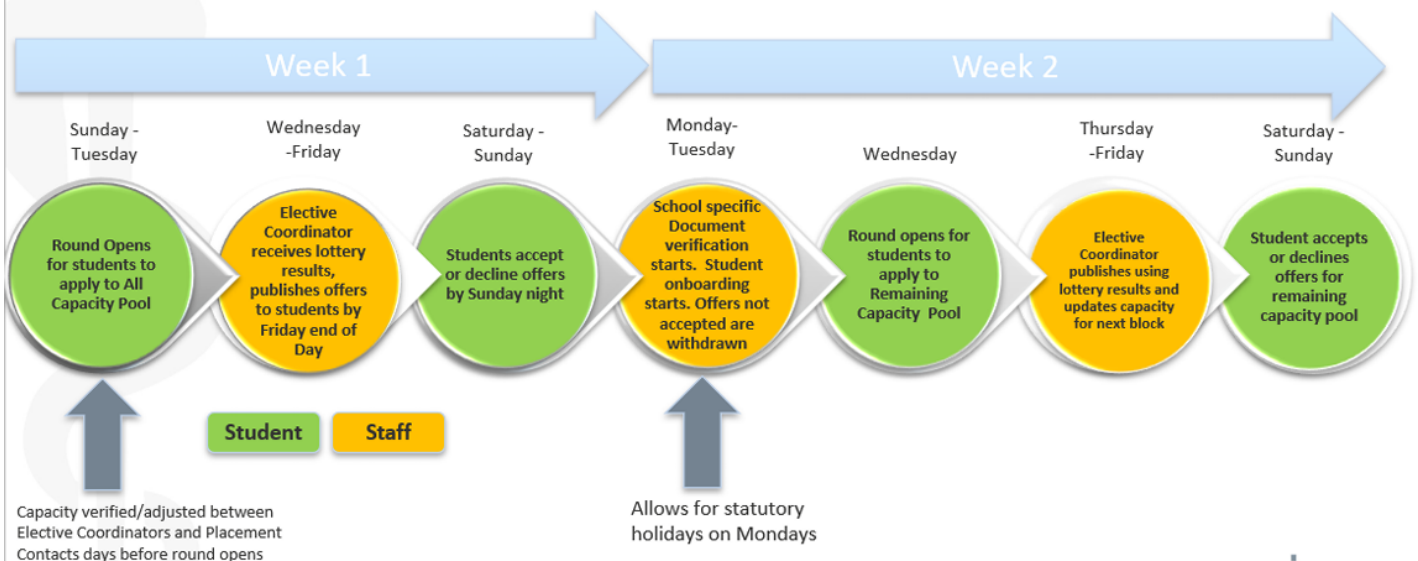 Week 1
Week 2
Sunday -
Tuesday
Wednesday
-Friday
Saturday -
Sunday
Monday-
Tuesday
Wednesday
Thursday
-Friday
Saturday -
Sunday
Round Opens
for students to
apply to All
Capacity Pool
Elective
Coordinator
receives lottery
results,
publishes offers
to students by
Friday end of
Day
Students accept
or decline offers
by Sunday night
School specific
Document
verification
starts. Student
onboarding
starts. Offers not
accepted are
withdrawn
Round opens for
students to
apply to
Remaining
Capacity Pool
Elective
Coordinator
publishes using
lottery results and
updates capacity
for next block
Student accepts
or declines
offers for
remaining
capacity pool
Student
Staff
Capacity verified/adjusted between
Elective Coordinators and Placement
Contacts days before round opens
Allows for statutory
holidays on Mondays